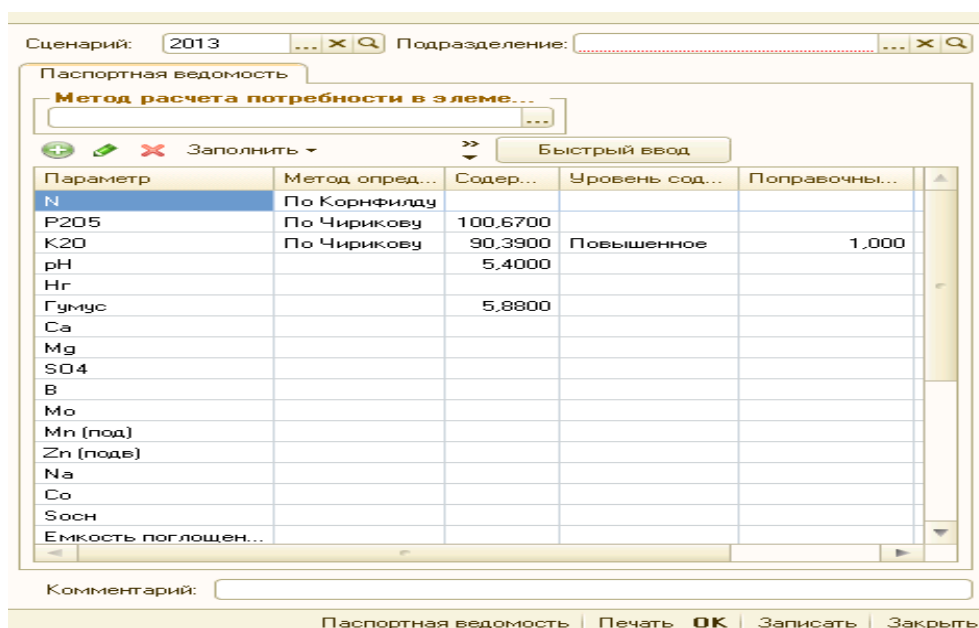 Сценарий: 2013 ... Подразделение: ...
Паспортная ведомость
Метод расчета потребности в элеме...
...
Заполнить Быстрый ввод
Параметр Метод опред... Содер... Уровень сод... Поправочны...
N По Корнфилду
P2O5 По Чирикову 100,6700
K2O По Чирикову 90,3900 Повышенное 1,000
pH 5,4000
Нг
Гумус 5,8800
Ca
Mg
SO4
B
Mo
Mn (под)
Zn (подв)
Na
Co
Sосн
Емкость поглощен...
Комментарий:
Паспортная ведомость Печать OK Записать Закрыть